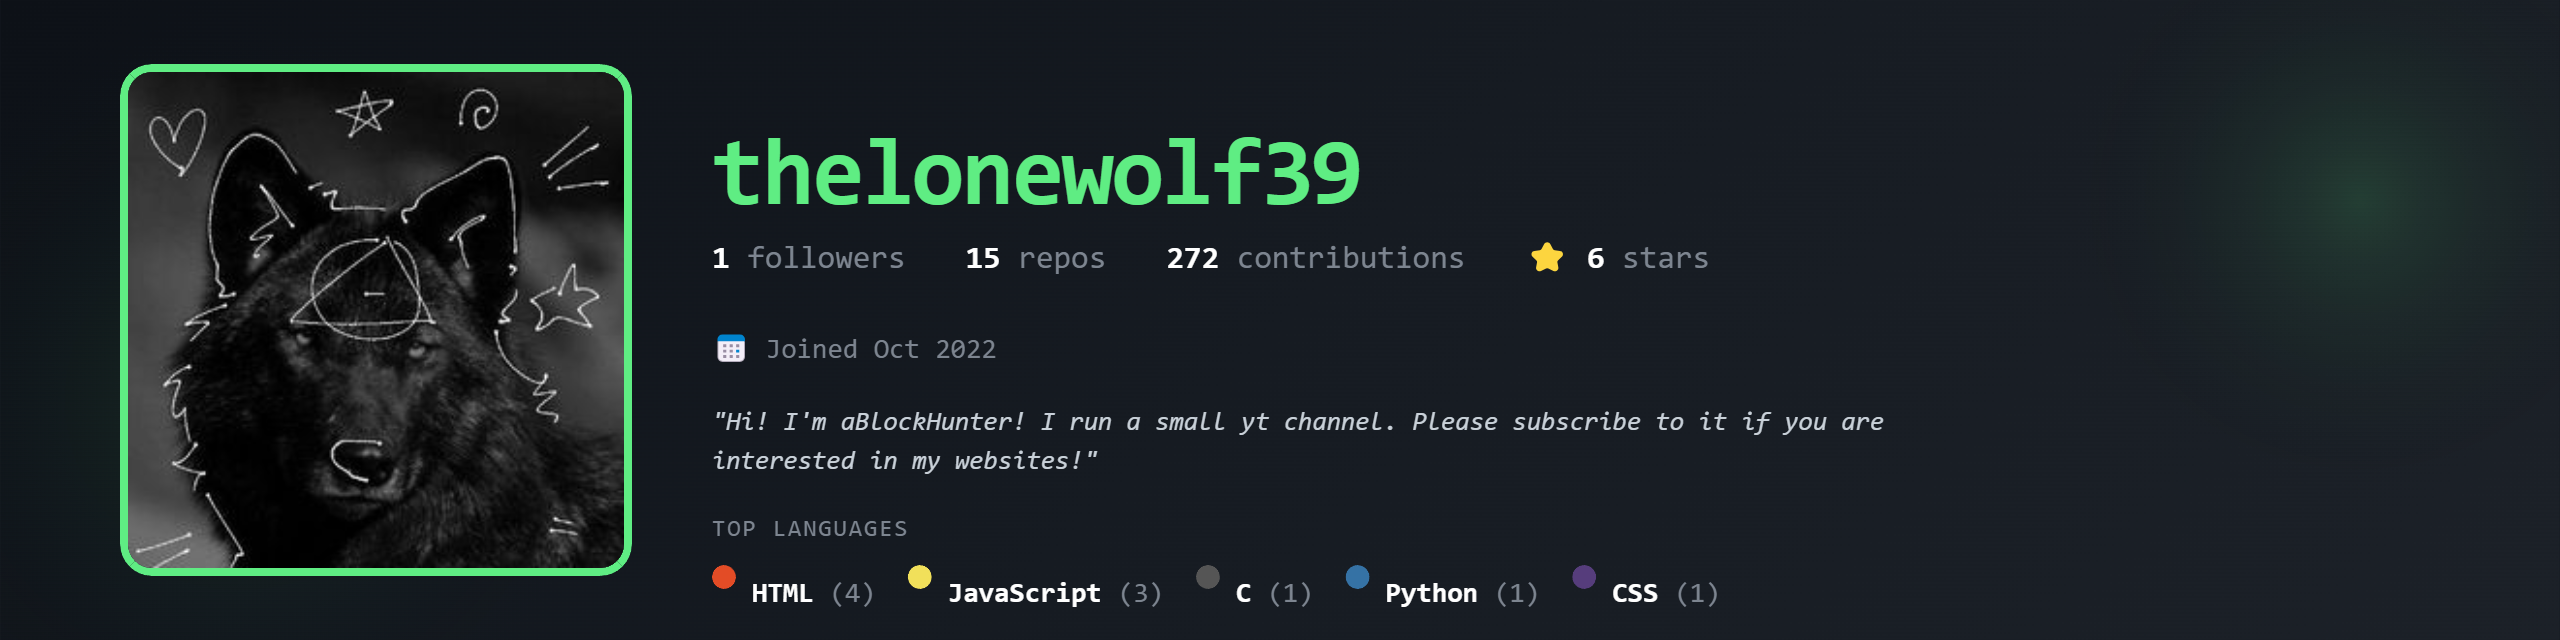 thelonewolf39
1 followers 15 repos 272 contributions 6 stars
Joined Oct 2022
"Hi! I'm aBlockHunter! I run a small yt channel. Please subscribe to it if you are
interested in my websites!"
TOP LANGUAGES
HTML (4) JavaScript (3) C (1) Python (1) CSS (1)